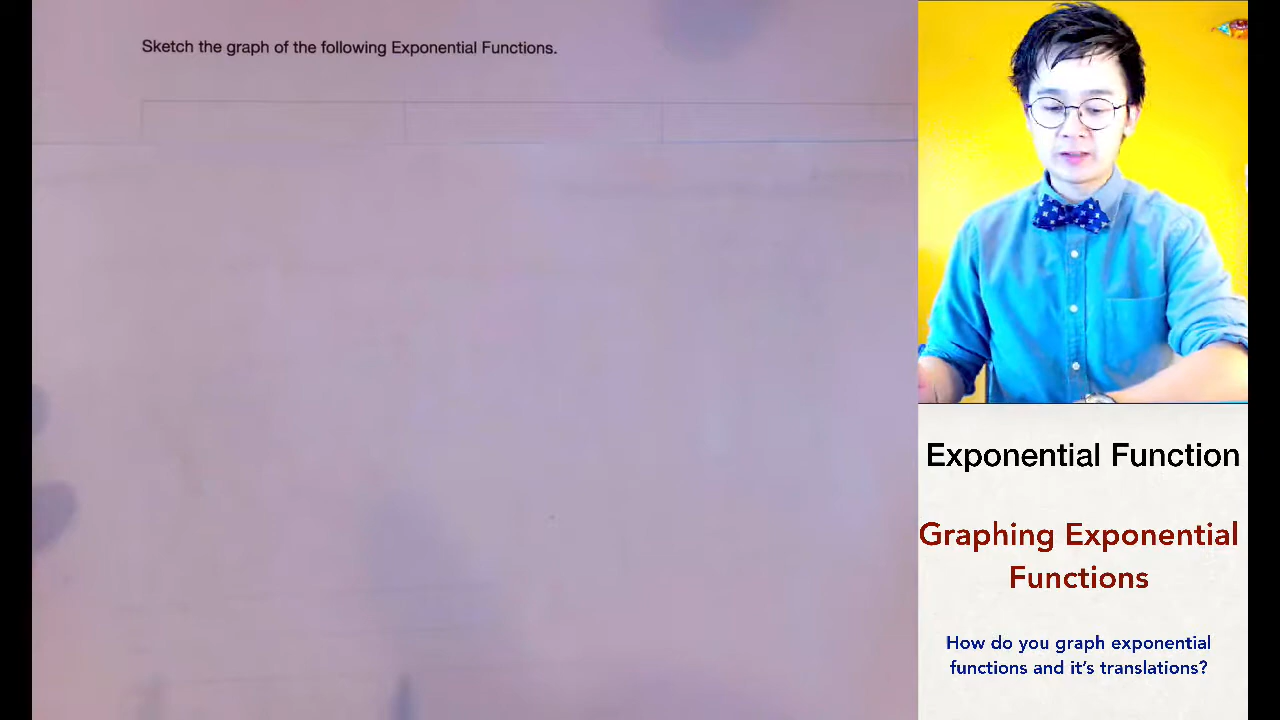 Sketch the graph of the following Exponential Functions.
Exponential Function
Graphing Exponential
Functions
How do you graph exponential
functions and it's translations?